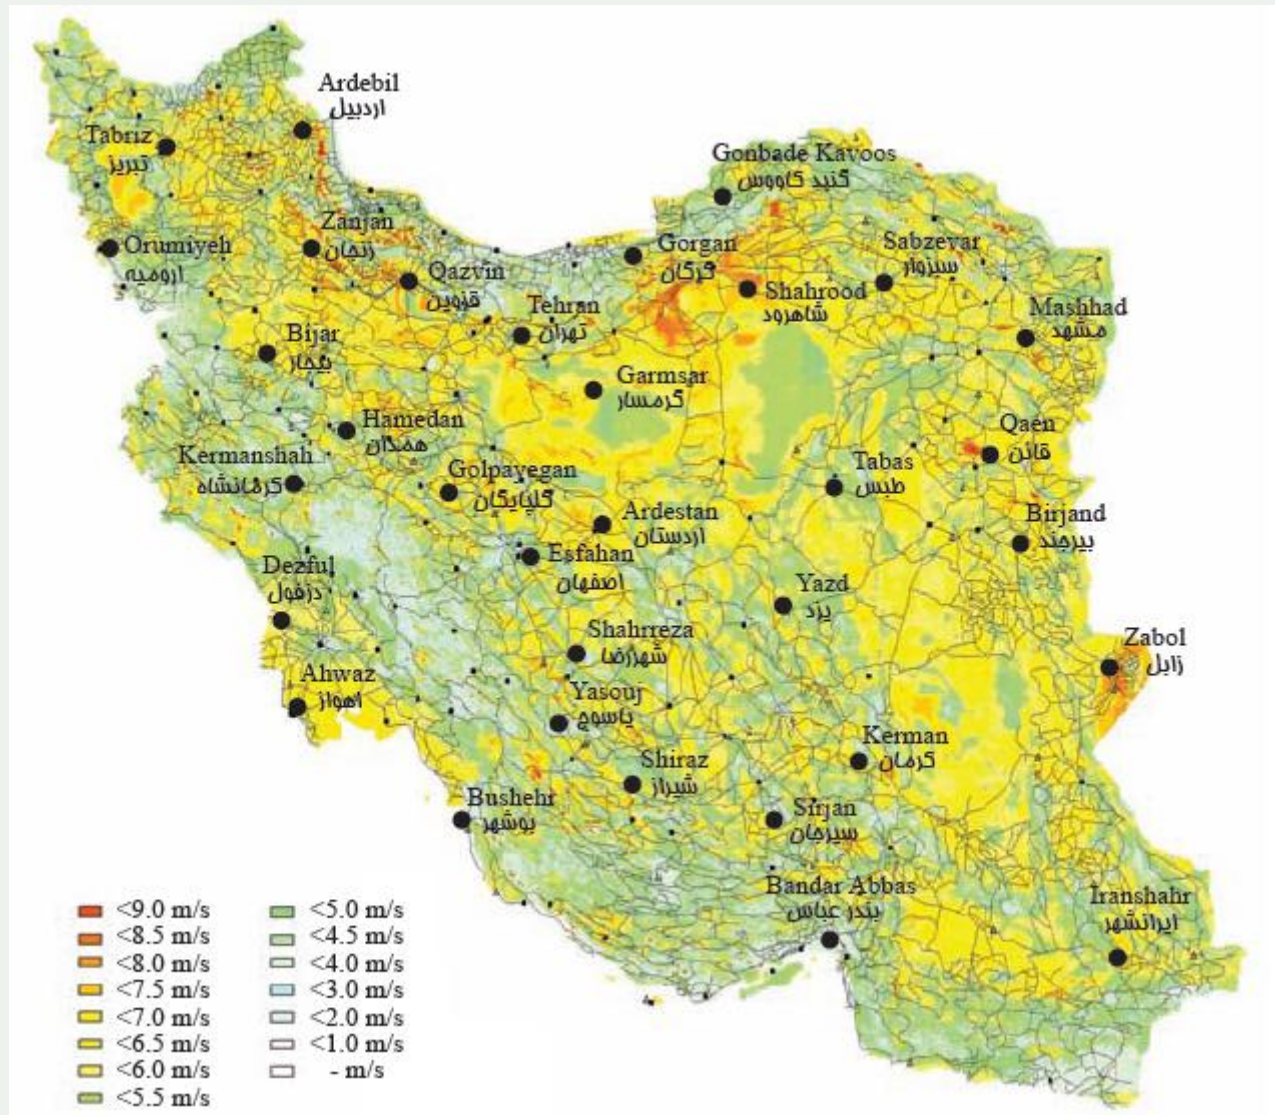 Ardebil
اردبیل
Tabriz
تبریز
Gonbade Kavoos
گنبد کاووس
Orumiyeh
ارومیه
Zanjan
زنجان
Qazvin
قزوین
Gorgan
گرگان
Sabzevar
سبزوار
Shahrood
شاهرود
Mashhad
مشهد
Tehran
تهران
Bijar
بیجار
Garmsar
گرمسار
Hamedan
همدان
Qaen
قائن
Kermanshah
کرمانشاه
Golpayegan
گلپایگان
Tabas
طبس
Ardestan
اردستان
Birjand
بیرجند
Esfahan
اصفهان
Dezful
دزفول
Yazd
یزد
Shahrreza
شهررضا
Zabol
زابل
Ahwaz
اهواز
Yasouj
یاسوج
Kerman
کرمان
Shiraz
شیراز
Bushehr
بوشهر
Sirjan
سیرجان
Bandar Abbas
بندر عباس
Iranshahr
ایرانشهر
<9.0 m/s
<8.5 m/s
<8.0 m/s
<7.5 m/s
<7.0 m/s
<6.5 m/s
<6.0 m/s
<5.5 m/s
<5.0 m/s
<4.5 m/s
<4.0 m/s
<3.0 m/s
<2.0 m/s
<1.0 m/s
- m/s